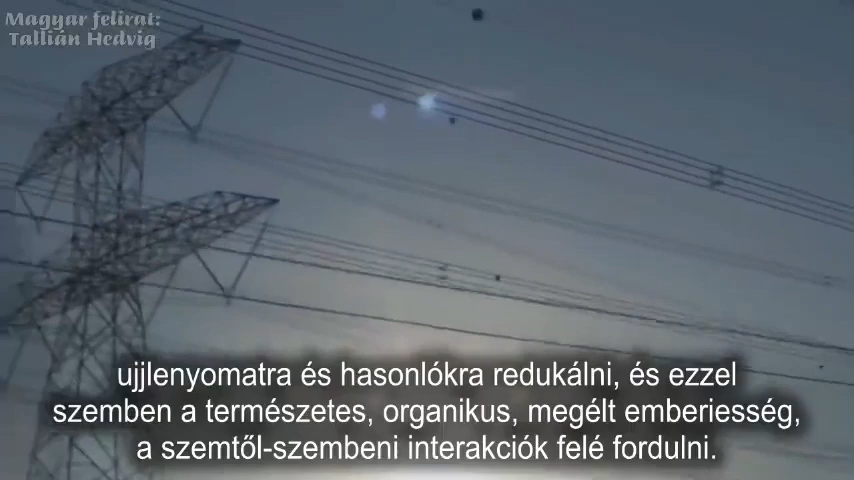 Magyar felirat:
Tallián Hedvig
ujjlenyomatra és hasonlókra redukálni, és ezzel
szemben a természetes, organikus, megélt emberiesség,
a szemtől-szembeni interakciók felé fordulni.